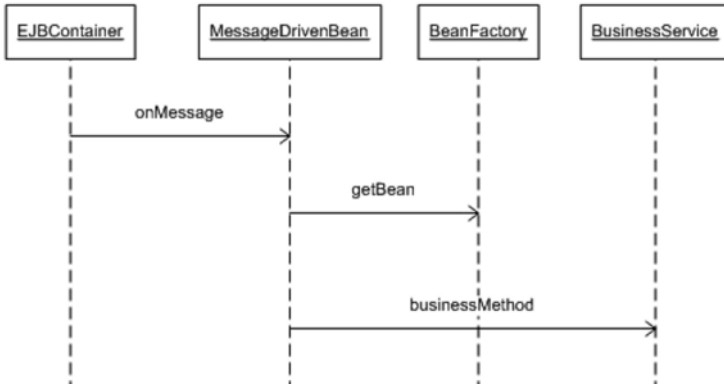 EJBContainer
MessageDrivenBean
BeanFactory
BusinessService
onMessage
getBean
businessMethod